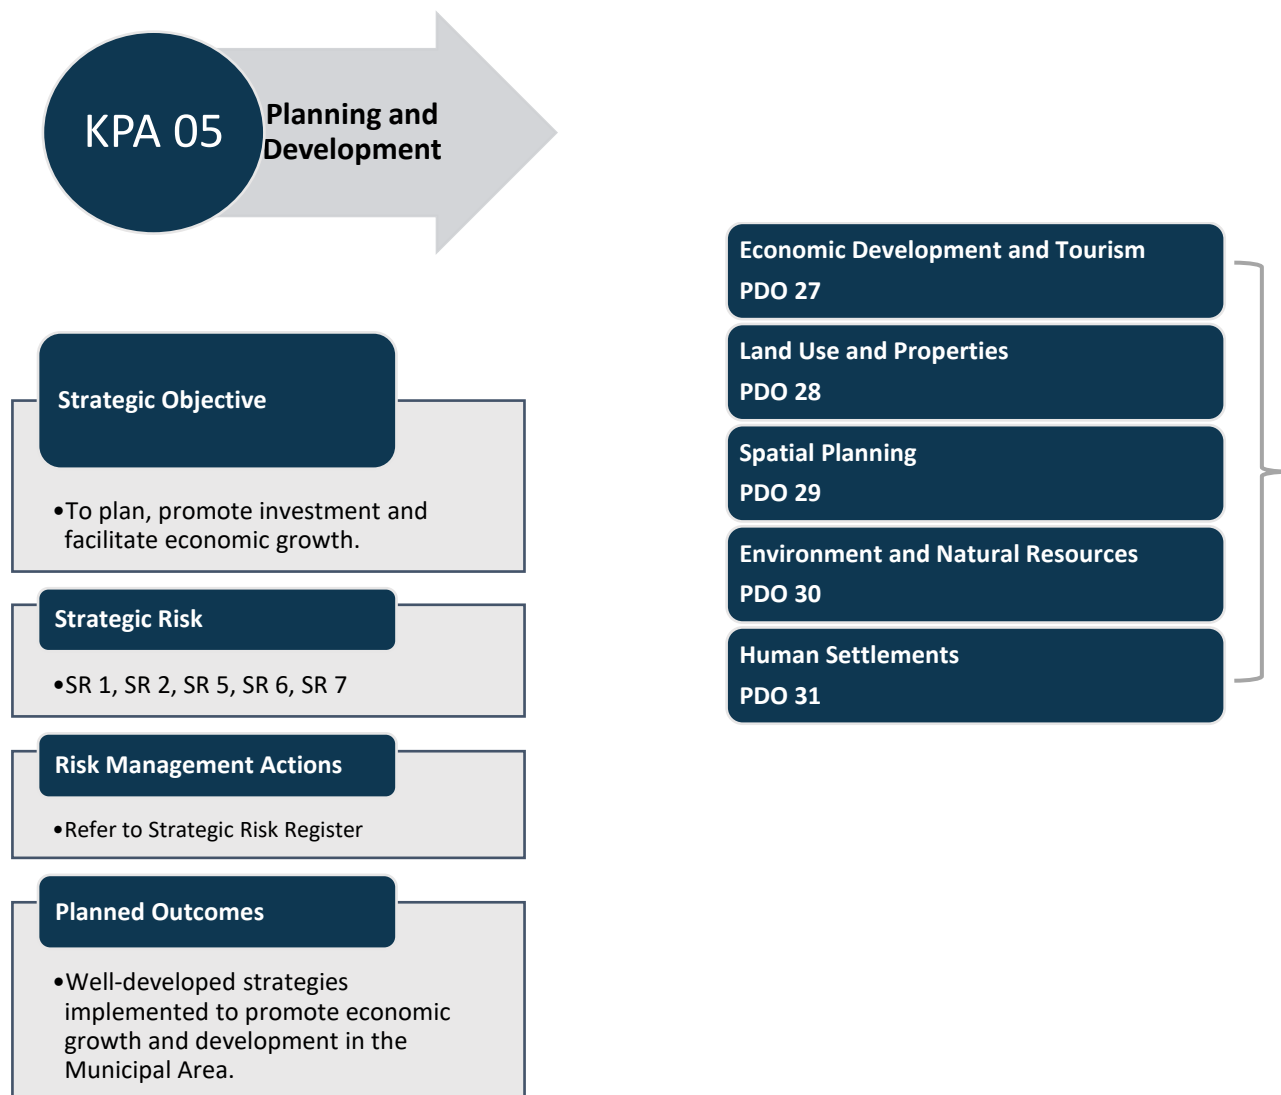 KPA 05
Planning and
Development
Strategic Objective
•To plan, promote investment and
facilitate economic growth.
Strategic Risk
•SR 1, SR 2, SR 5, SR 6, SR 7
Risk Management Actions
•Refer to Strategic Risk Register
Planned Outcomes
•Well-developed strategies
implemented to promote economic
growth and development in the
Municipal Area.
Economic Development and Tourism
PDO 27
Land Use and Properties
PDO 28
Spatial Planning
PDO 29
Environment and Natural Resources
PDO 30
Human Settlements
PDO 31